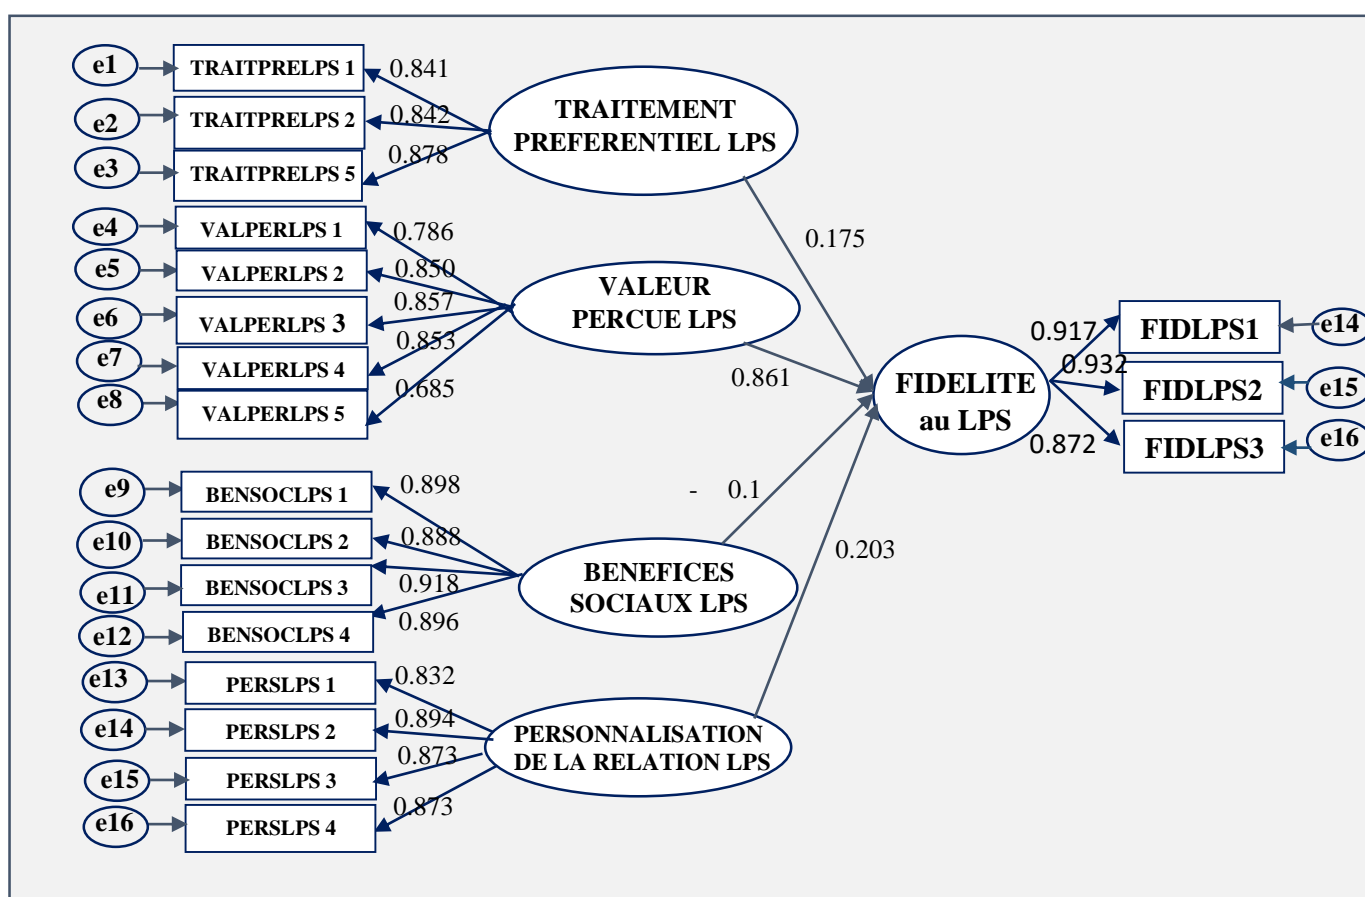 e1
TRAITPRELPS 1
0.841
e2
TRAITPRELPS 2
0.842
e3
TRAITPRELPS 5
0.878
TRAITEMENT
PREFERENTIEL LPS
0.175
e4
VALPERLPS 1
0.786
e5
VALPERLPS 2
0.850
e6
VALPERLPS 3
0.857
e7
VALPERLPS 4
0.853
e8
VALPERLPS 5
0.685
VALEUR
PERCUE LPS
0.861
e9
BENSOCLPS 1
0.898
e10
BENSOCLPS 2
0.888
e11
BENSOCLPS 3
0.918
e12
BENSOCLPS 4
0.896
BENEFICES
SOCIAUX LPS
- 0.1
e13
PERSLPS 1
0.832
e14
PERSLPS 2
0.894
e15
PERSLPS 3
0.873
e16
PERSLPS 4
0.873
PERSONNALISATION
DE LA RELATION LPS
0.203
FIDELITE
au LPS
0.917
FIDLPS1
e14
0.932
FIDLPS2
e15
0.872
FIDLPS3
e16